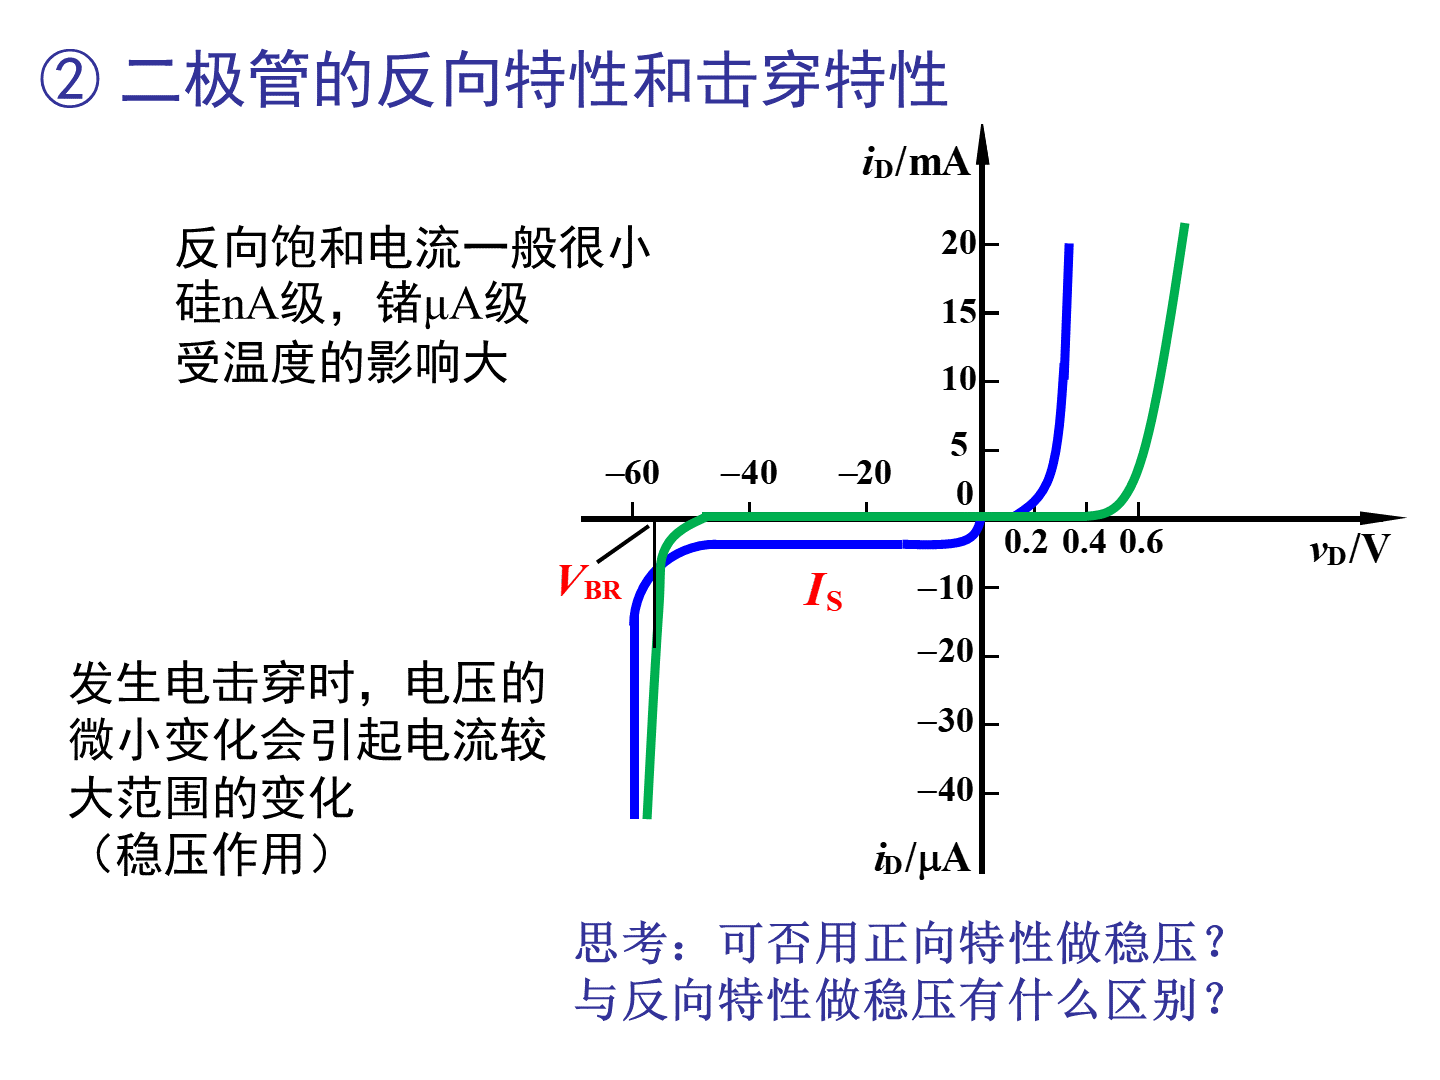 ② 二极管的反向特性和击穿特性
反向饱和电流一般很小
硅nA级，锗μA级
受温度的影响大
iD/mA
20
15
10
5
0
–60 –40 –20
0.2 0.4 0.6
vD/V
VBR
IS
–10
–20
–30
–40
iD/μA
发生电击穿时，电压的
微小变化会引起电流较
大范围的变化
（稳压作用）
思考：可否用正向特性做稳压？
与反向特性做稳压有什么区别？